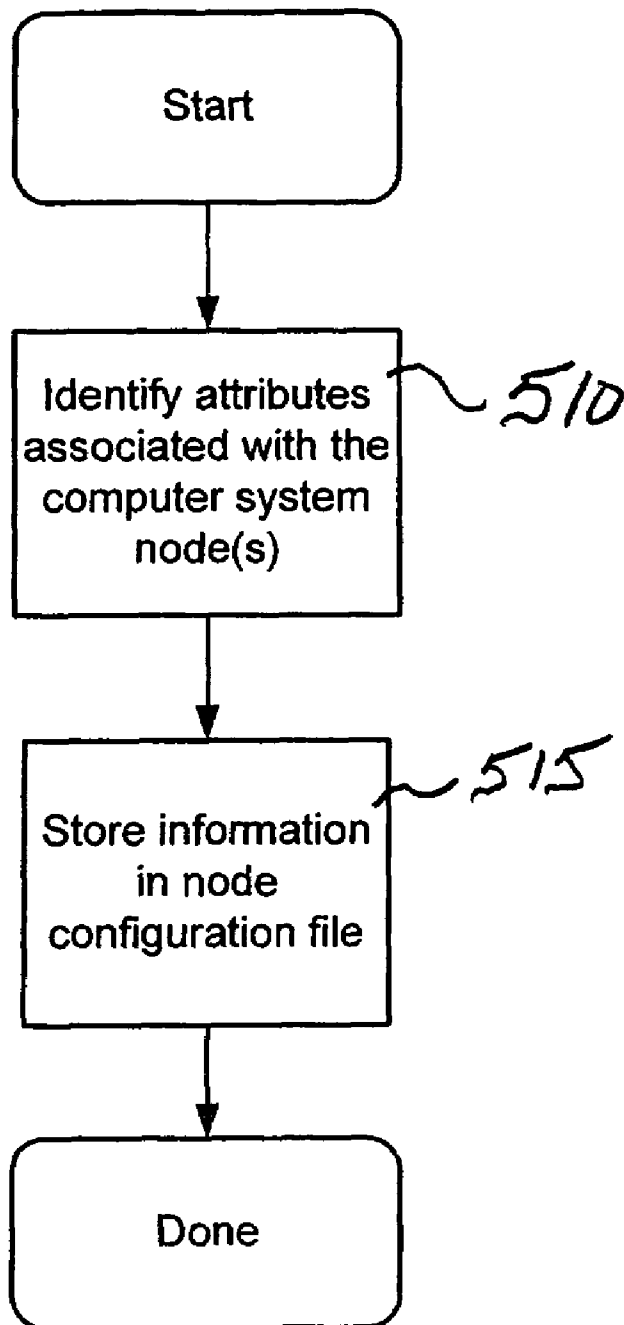 Start
Identify attributes
associated with the
computer system
node(s)
510
Store information
in node
configuration file
515
Done